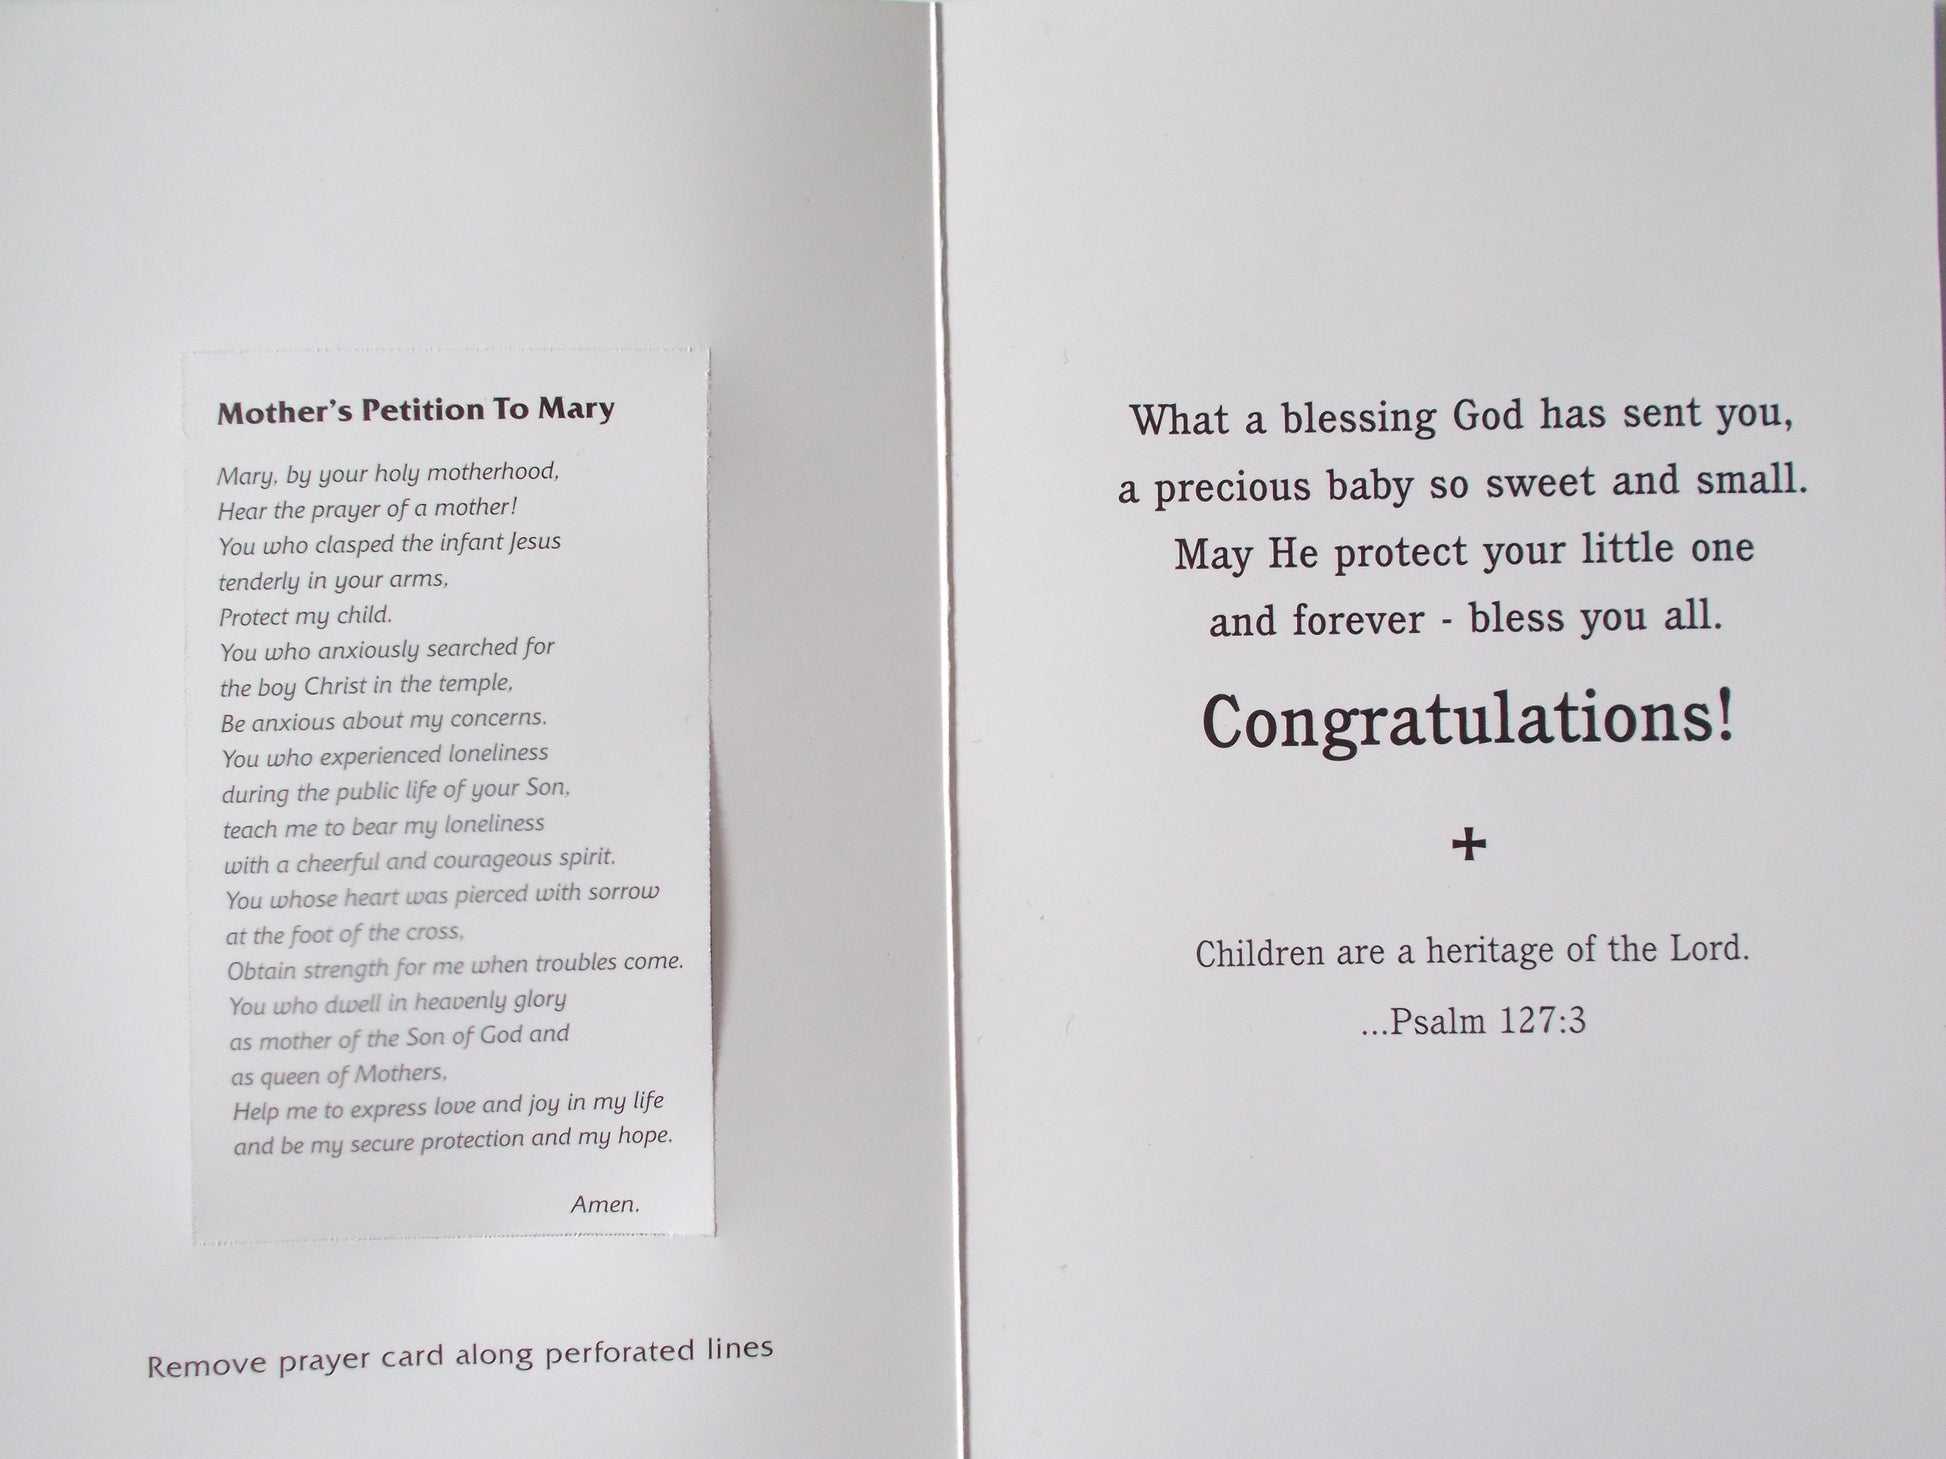 Mother's Petition To Mary
Mary, by your holy motherhood,
Hear the prayer of a mother!
You who clasped the infant Jesus
tenderly in your arms,
Protect my child.
You who anxiously searched for
the boy Christ in the temple,
Be anxious about my concerns.
You who experienced loneliness
during the public life of your Son,
teach me to bear my loneliness
with a cheerful and courageous spirit.
You whose heart was pierced with sorrow
at the foot of the cross,
Obtain strength for me when troubles come.
You who dwell in heavenly glory
as mother of the Son of God and
as queen of Mothers,
Help me to express love and joy in my life
and be my secure protection and my hope.
Amen.
Remove prayer card along perforated lines
What a blessing God has sent you,
a precious baby so sweet and small.
May He protect your little one
and forever - bless you all.
Congratulations!
Children are a heritage of the Lord.
...Psalm 127:3